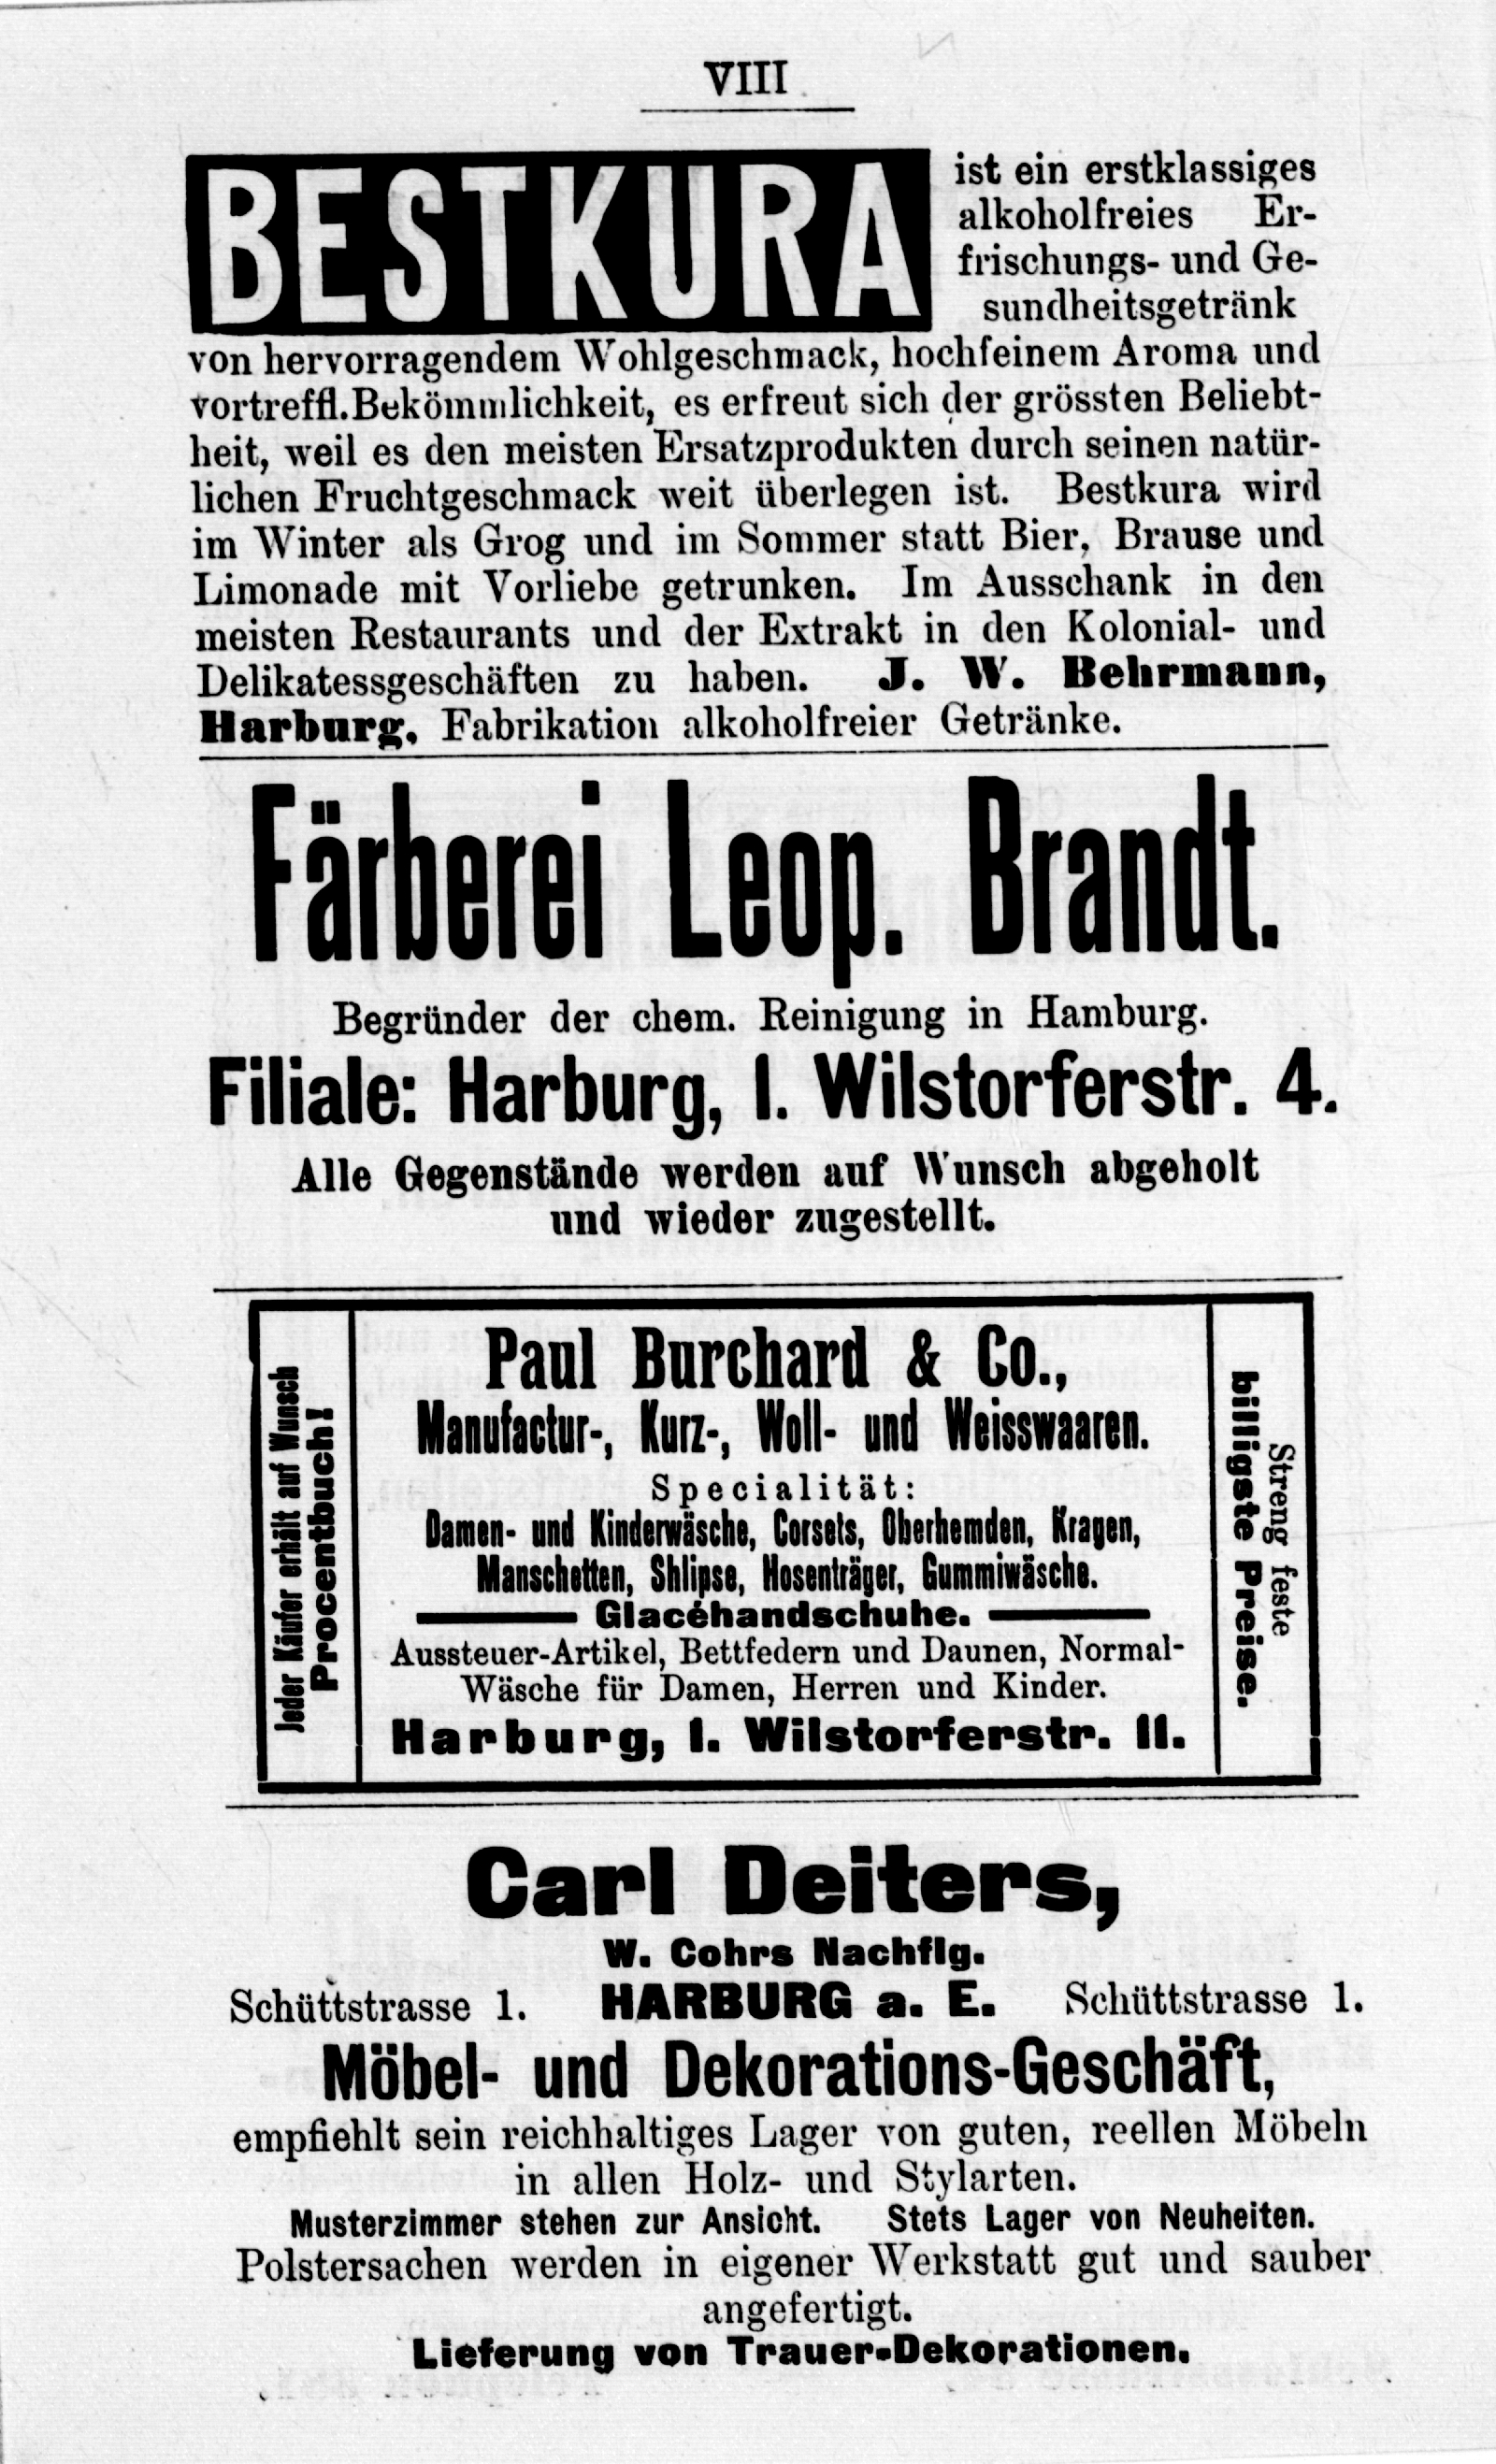 VIII
BESTKURA
ist ein erstklassiges
alkoholfreies Er-
frischungs- und Ge-
sundheitsgetränk
von hervorragendem Wohlgeschmack, hochfeinem Aroma und
vortreffl. Bekömmlichkeit, es erfreut sich der grössten Beliebt-
heit, weil es den meisten Ersatzprodukten durch seinen natür-
lichen Fruchtgeschmack weit überlegen ist. Bestkura wird
im Winter als Grog und im Sommer statt Bier, Brause und
Limonade mit Vorliebe getrunken. Im Ausschank in den
meisten Restaurants und der Extrakt in den Kolonial- und
Delikatessgeschäften zu haben. J. W. Behrmann,
Harburg, Fabrikation alkoholfreier Getränke.
Färberei Leop. Brandt.
Begründer der chem. Reinigung in Hamburg.
Filiale: Harburg, I. Wilstorferstr. 4.
Alle Gegenstände werden auf Wunsch abgeholt
und wieder zugestellt.
Jeder Käufer erhält auf Wunsch
Procentbuch!
Paul Burchard & Co.,
Manufactur-, Kurz-, Woll- und Weisswaaren.
Specialität:
Damen- und Kinderwäsche, Corsets, Oberhemden, Kragen,
Manschetten, Shlipse, Hosenträger, Gummiwäsche.
Glacéhandschuhe.
Aussteuer-Artikel, Bettfedern und Daunen, Normal-
Wäsche für Damen, Herren und Kinder.
Harburg, I. Wilstorferstr. 11.
Streng feste
billigste Preise.
Carl Deiters,
W. Cohrs Nachflg.
Schüttstrasse 1. HARBURG a. E. Schüttstrasse 1.
Möbel- und Dekorations-Geschäft,
empfiehlt sein reichhaltiges Lager von guten, reellen Möbeln
in allen Holz- und Stylarten.
Musterzimmer stehen zur Ansicht. Stets Lager von Neuheiten.
Polstersachen werden in eigener Werkstatt gut und sauber
angefertigt.
Lieferung von Trauer-Dekorationen.